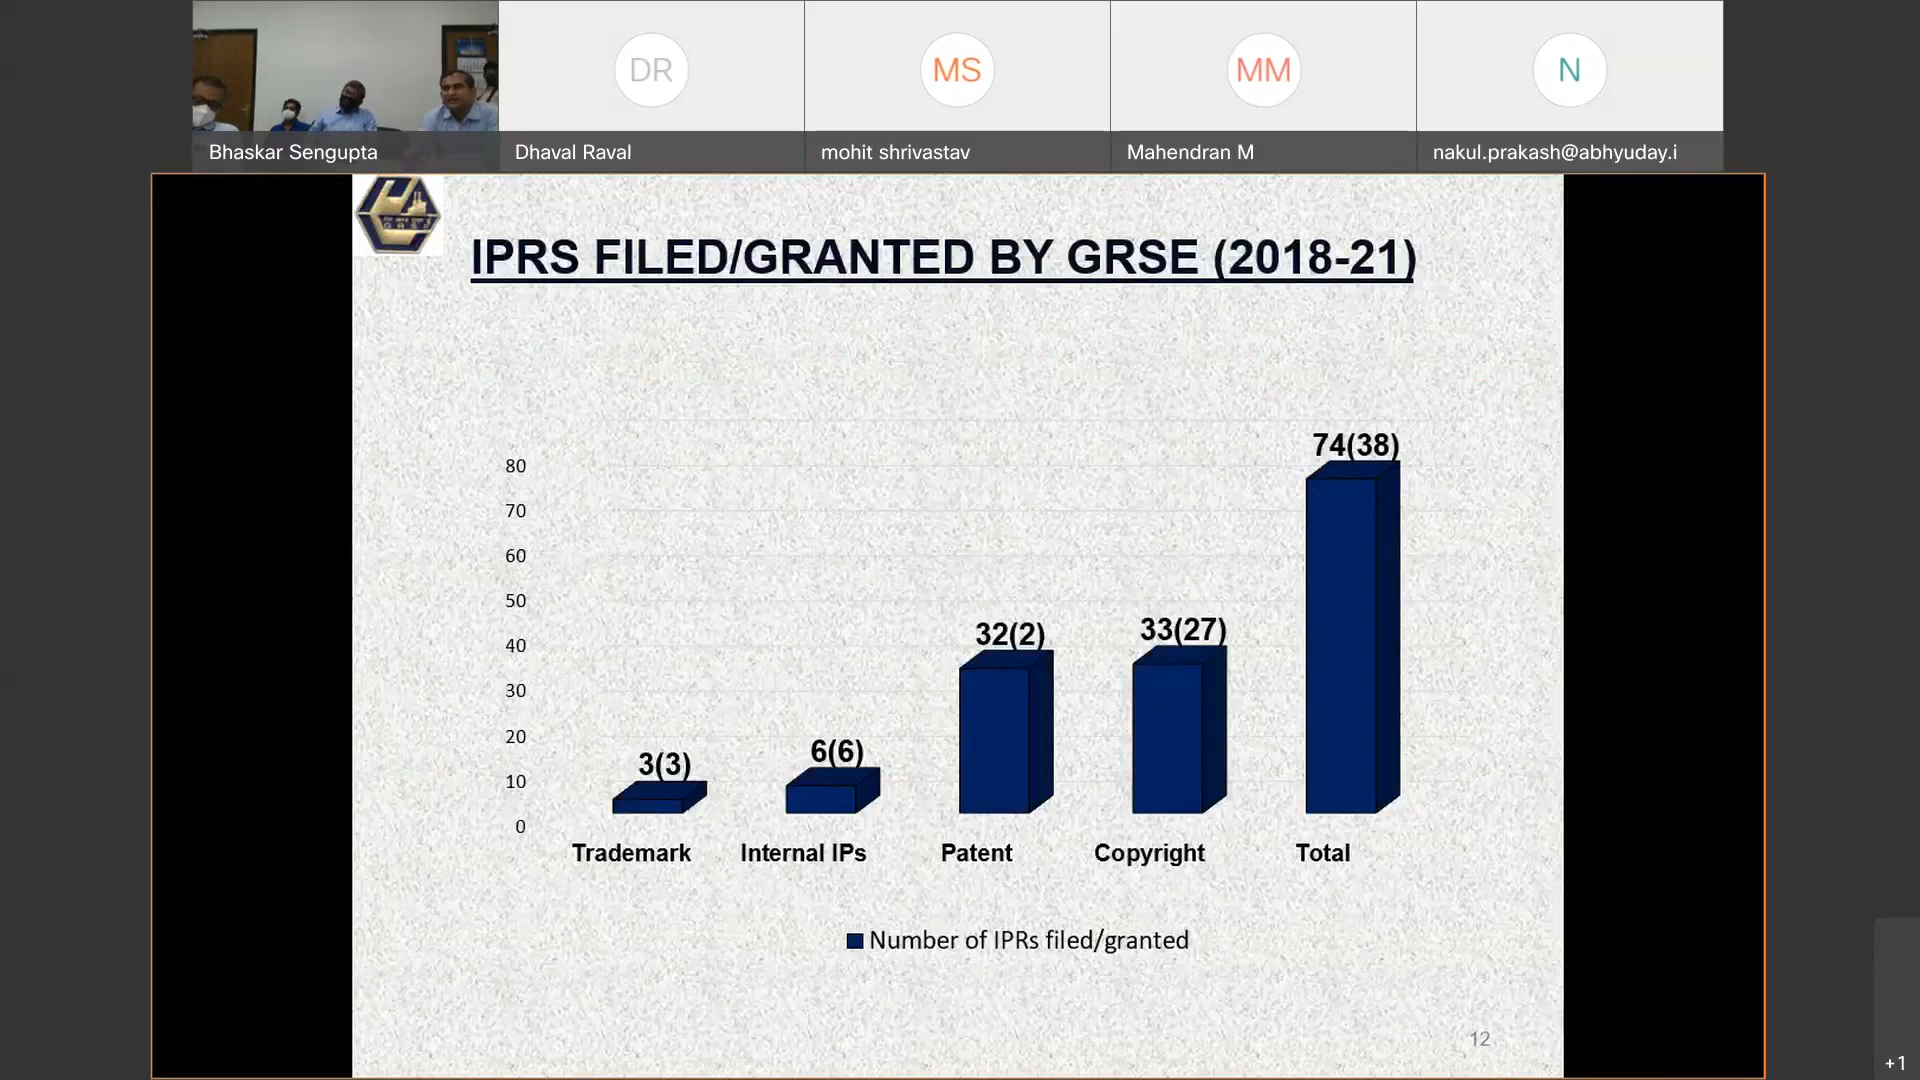 DR
MS
MM
N
Bhaskar Sengupta
Dhaval Raval
mohit shrivastav
Mahendran M
nakul.prakash@abhyuday.i
IPRS FILED/GRANTED BY GRSE (2018-21)
74(38)
80
70
60
50
32(2)
33(27)
40
30
20
3(3)
6(6)
10
0
Trademark
Internal IPs
Patent
Copyright
Total
Number of IPRs filed/granted
12
+1